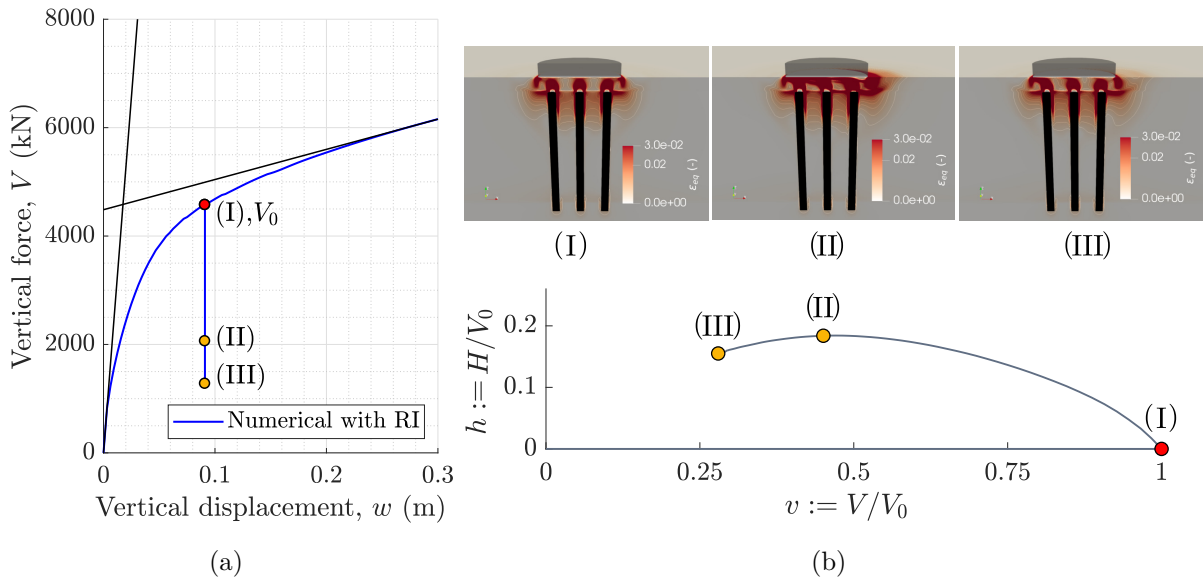 8000
6000
4000
2000
0
Vertical force, V (kN)
(I),V₀
(II)
(III)
Numerical with RI
0 0.1 0.2 0.3
Vertical displacement, w (m)
(a)
3.0e-02
0.02
0.0e+00
ε_eq (-)
3.0e-02
0.02
0.0e+00
ε_eq (-)
3.0e-02
0.02
0.0e+00
ε_eq (-)
(I) (II) (III)
0.2
0.1
0
h := H/V₀
(III)
(II)
(I)
0 0.25 0.5 0.75 1
v := V/V₀
(b)